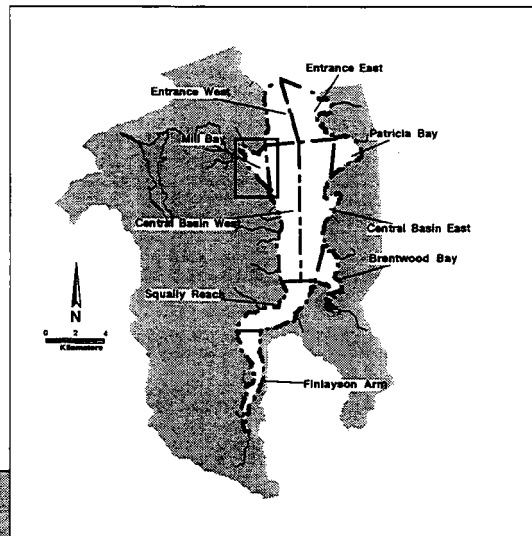 Entrance East
Entrance West
Patricia Bay
Mill Bay
Central Basin West
Central Basin East
Brentwood Bay
Squally Reach
N
0 2 4
Kilometers
Finlayson Arm